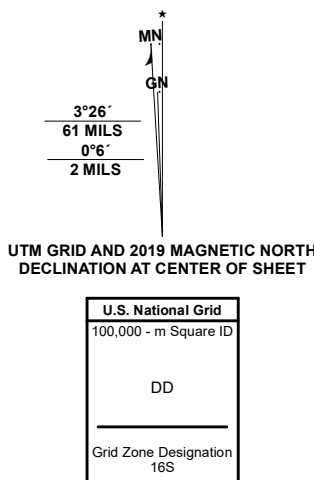 ★
MN
GN
3°26´
61 MILS
0°6´
2 MILS
UTM GRID AND 2019 MAGNETIC NORTH
DECLINATION AT CENTER OF SHEET
U.S. National Grid
100,000 - m Square ID
DD
Grid Zone Designation
16S